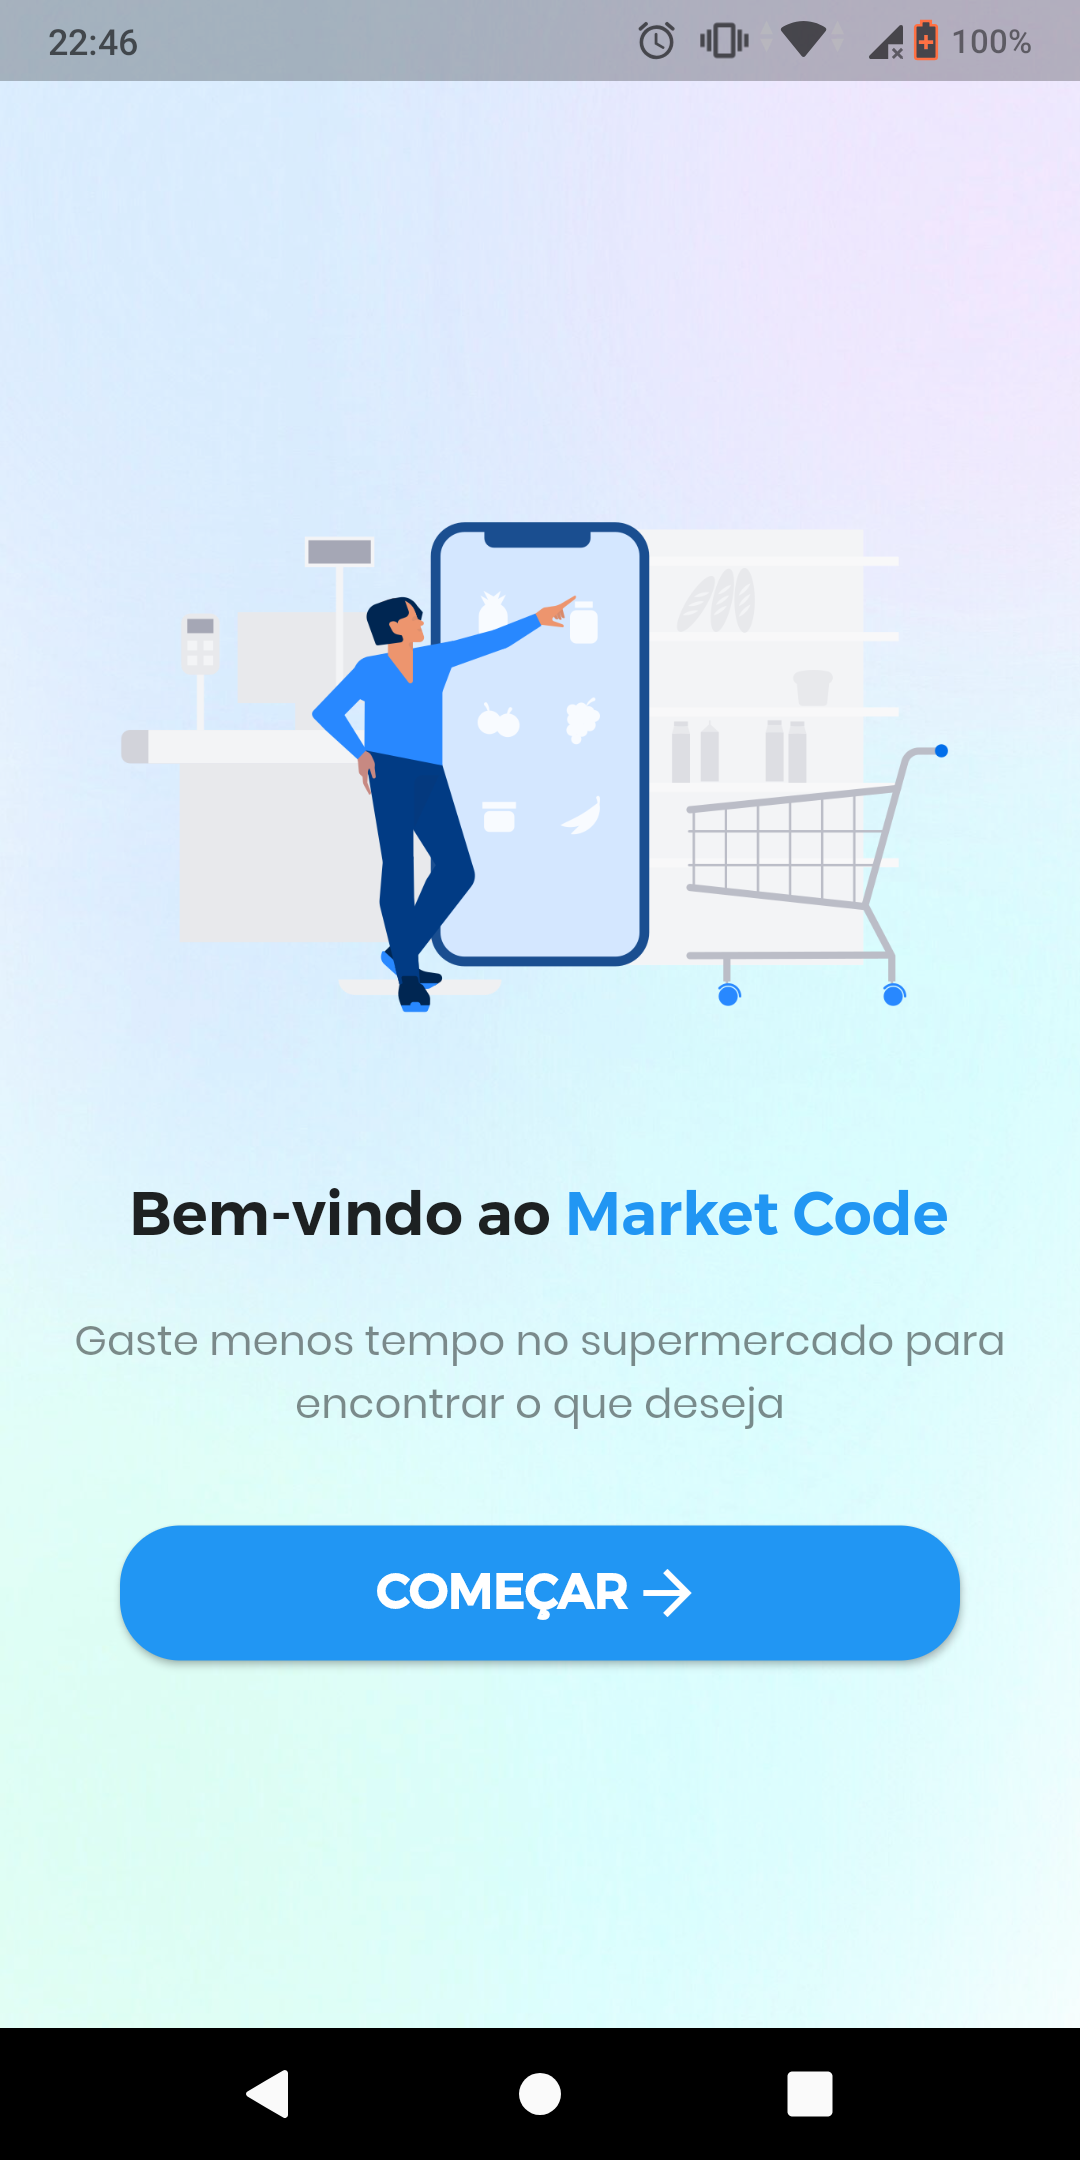 22:46 100%
Bem-vindo ao Market Code
Gaste menos tempo no supermercado para
encontrar o que deseja
COMEÇAR